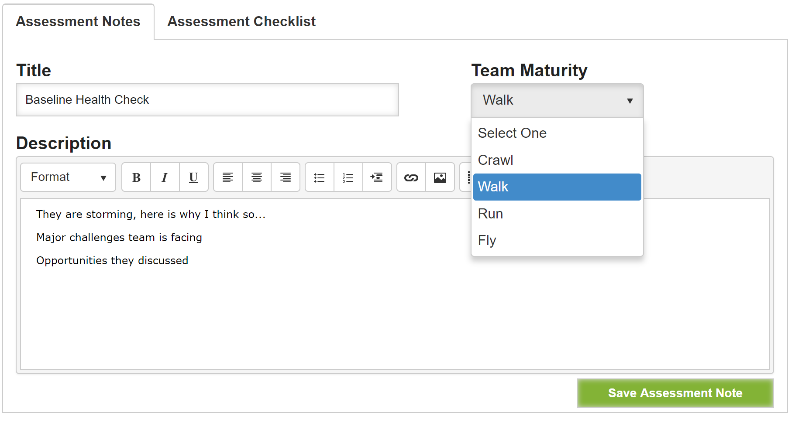 Assessment Notes
Assessment Checklist
Title
Team Maturity
Baseline Health Check
Walk
Select One
Crawl
Walk
Run
Fly
Description
Format
B I U
They are storming, here is why I think so...
Major challenges team is facing
Opportunities they discussed
Save Assessment Note